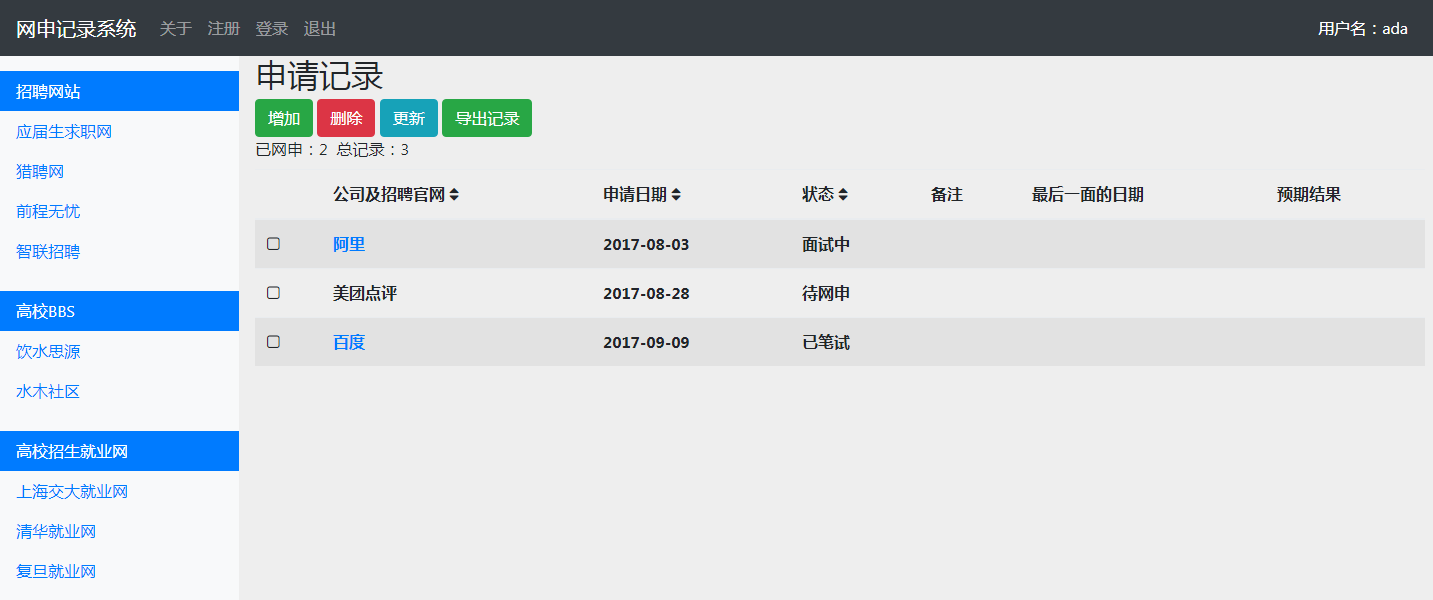 网申记录系统 关于 注册 登录 退出 用户名：ada
招聘网站
应届生求职网
猎聘网
前程无忧
智联招聘
高校BBS
饮水思源
水木社区
高校招生就业网
上海交大就业网
清华就业网
复旦就业网
申请记录
增加 删除 更新 导出记录
已网申：2 总记录：3
公司及招聘官网 申请日期 状态 备注 最后一面的日期 预期结果
阿里 2017-08-03 面试中
美团点评 2017-08-28 待网申
百度 2017-09-09 已笔试